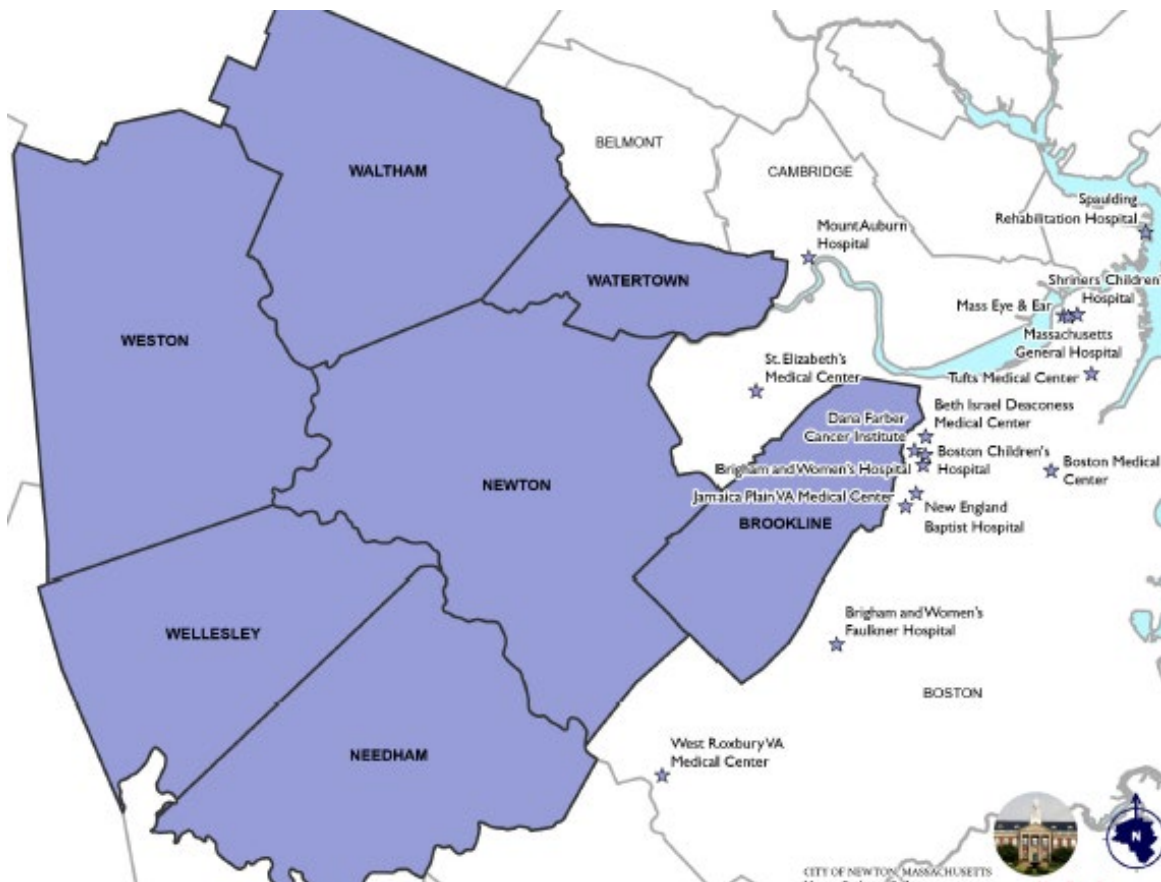 BELMONT
WALTHAM
CAMBRIDGE
Spaulding
Rehabilitation Hospital
Mount Auburn
Hospital
WATERTOWN
Shriners Children's
Hospital
Mass Eye & Ear
Massachusetts
General Hospital
WESTON
St. Elizabeth's
Medical Center
Tufts Medical Center
Beth Israel Deaconess
Medical Center
Dana Farber
Cancer Institute
Boston Children's
Hospital
Brigham and Women's Hospital
Boston Medical
Center
NEWTON
Jamaica Plain VA Medical Center
New England
Baptist Hospital
BROOKLINE
WELLESLEY
Brigham and Women's
Faulkner Hospital
BOSTON
West Roxbury VA
Medical Center
NEEDHAM
N
CITY OF NEWTON, MASSACHUSETTS